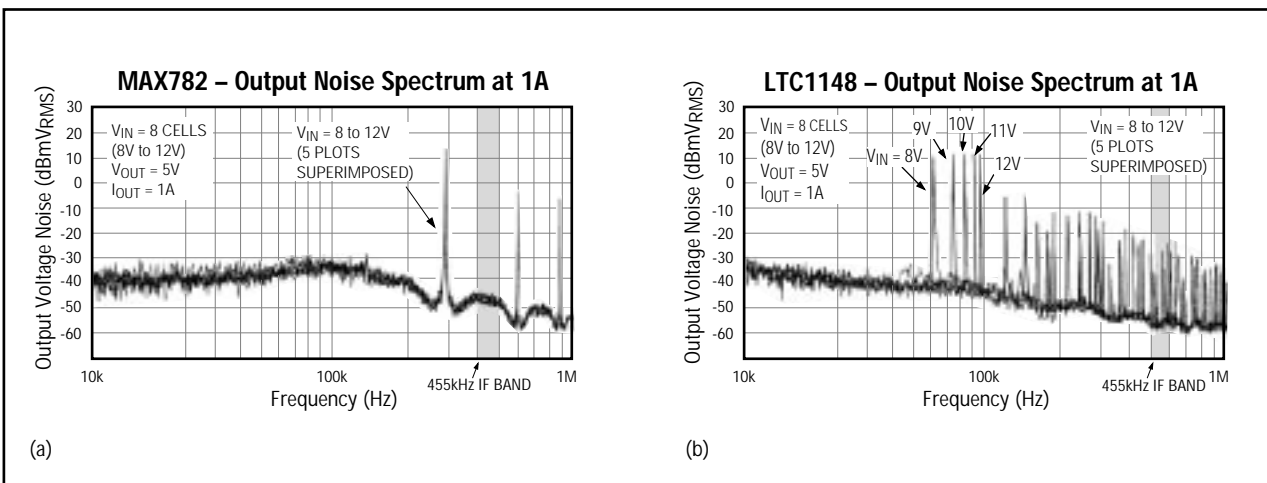 MAX782 – Output Noise Spectrum at 1A
Output Voltage Noise (dBmVRMS)
30
20
10
0
-10
-20
-30
-40
-50
-60
VIN = 8 CELLS
(8V to 12V)
VOUT = 5V
IOUT = 1A
VIN = 8 to 12V
(5 PLOTS
SUPERIMPOSED)
10k
100k
1M
455kHz IF BAND
Frequency (Hz)
(a)
LTC1148 – Output Noise Spectrum at 1A
Output Voltage Noise (dBmVRMS)
30
20
10
0
-10
-20
-30
-40
-50
-60
VIN = 8 CELLS
(8V to 12V)
VOUT = 5V
IOUT = 1A
VIN = 8V
9V
10V
11V
12V
VIN = 8 to 12V
(5 PLOTS
SUPERIMPOSED)
10k
100k
1M
455kHz IF BAND
Frequency (Hz)
(b)